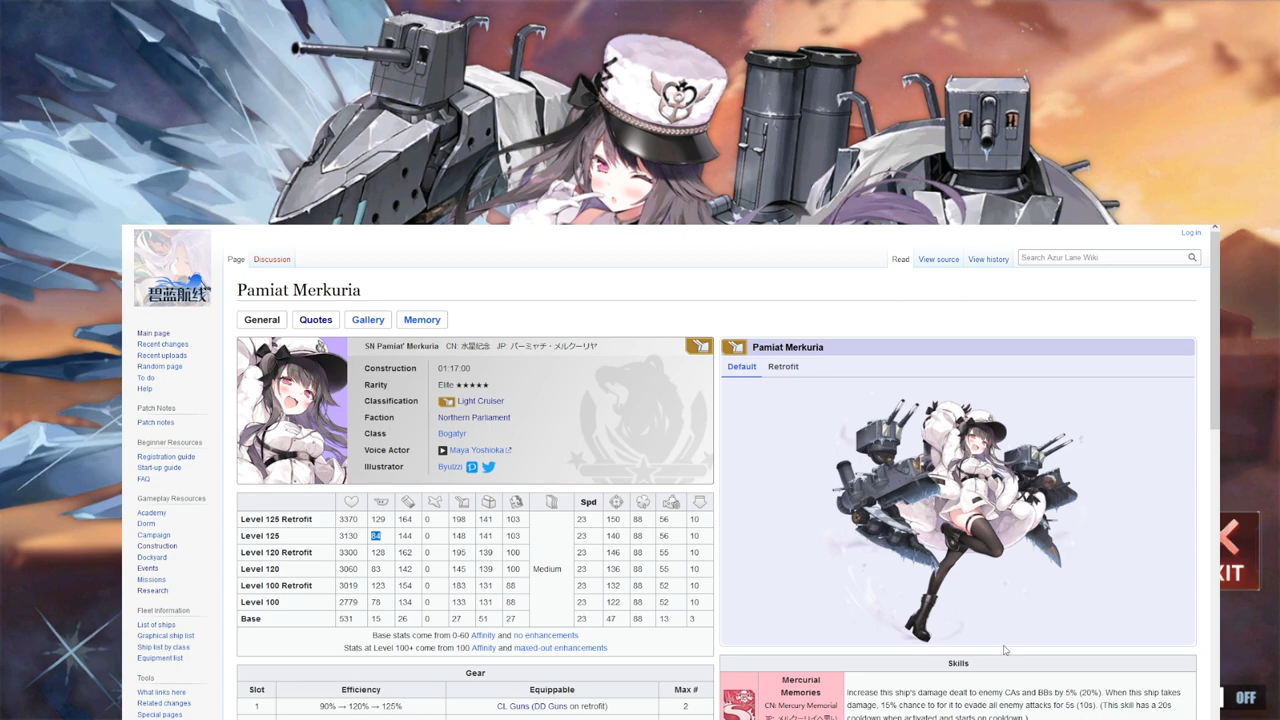 Log in
Page Discussion Read View source View history Search Azur Lane Wiki
碧蓝航线
Pamiat Merkuria
General Quotes Gallery Memory
Main page
Recent changes
Recent uploads
Random page
To do
Help
Patch Notes
Patch notes
Beginner Resources
Registration guide
Start-up guide
FAQ
Gameplay Resources
Academy
Dorm
Campaign
Construction
Dockyard
Events
Missions
Research
Fleet Information
List of ships
Graphical ship list
Ship list by class
Equipment list
Tools
What links here
Related changes
Special pages
SN Pamiat' Merkuria CN: 水星纪念 JP: パーミャチ・メルクーリヤ
Construction 01:17:00
Rarity Elite ★★★★★
Classification Light Cruiser
Faction Northern Parliament
Class Bogatyr
Voice Actor Maya Yoshioka
Illustrator Byulzzi
Spd
Level 125 Retrofit 3370 129 164 0 198 141 103 23 150 88 56 10
Level 125 3130 84 144 0 148 141 103 23 140 88 56 10
Level 120 Retrofit 3300 128 162 0 195 139 100 23 146 88 55 10
Level 120 3060 83 142 0 145 139 100 Medium 23 136 88 55 10
Level 100 Retrofit 3019 123 154 0 183 131 88 23 132 88 52 10
Level 100 2779 78 134 0 133 131 88 23 122 88 52 10
Base 531 15 26 0 27 51 27 23 47 88 13 3
Base stats come from 0-60 Affinity and no enhancements
Stats at Level 100+ come from 100 Affinity and maxed-out enhancements
Gear
Slot Efficiency Equippable Max #
1 90% → 120% → 125% CL Guns (DD Guns on retrofit) 2
Pamiat Merkuria
Default Retrofit
Skills
Mercurial
Memories
CN: Mercury Memorial
Increase this ship's damage dealt to enemy CAs and BBs by 5% (20%). When this ship takes
damage, 15% chance to for it to evade all enemy attacks for 5s (10s). (This skill has a 20s
cooldown when activated and starts on cooldown.)
OFF